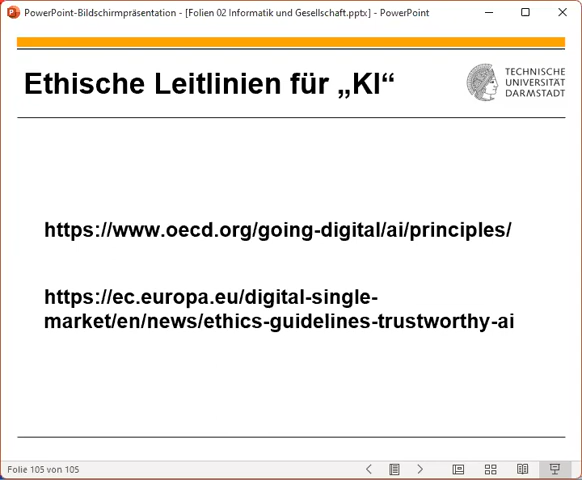 PowerPoint-Bildschirmpräsentation - [Folien 02 Informatik und Gesellschaft.pptx] - PowerPoint
Ethische Leitlinien für „KI“
TECHNISCHE
UNIVERSITÄT
DARMSTADT
https://www.oecd.org/going-digital/ai/principles/
https://ec.europa.eu/digital-single-
market/en/news/ethics-guidelines-trustworthy-ai
Folie 105 von 105